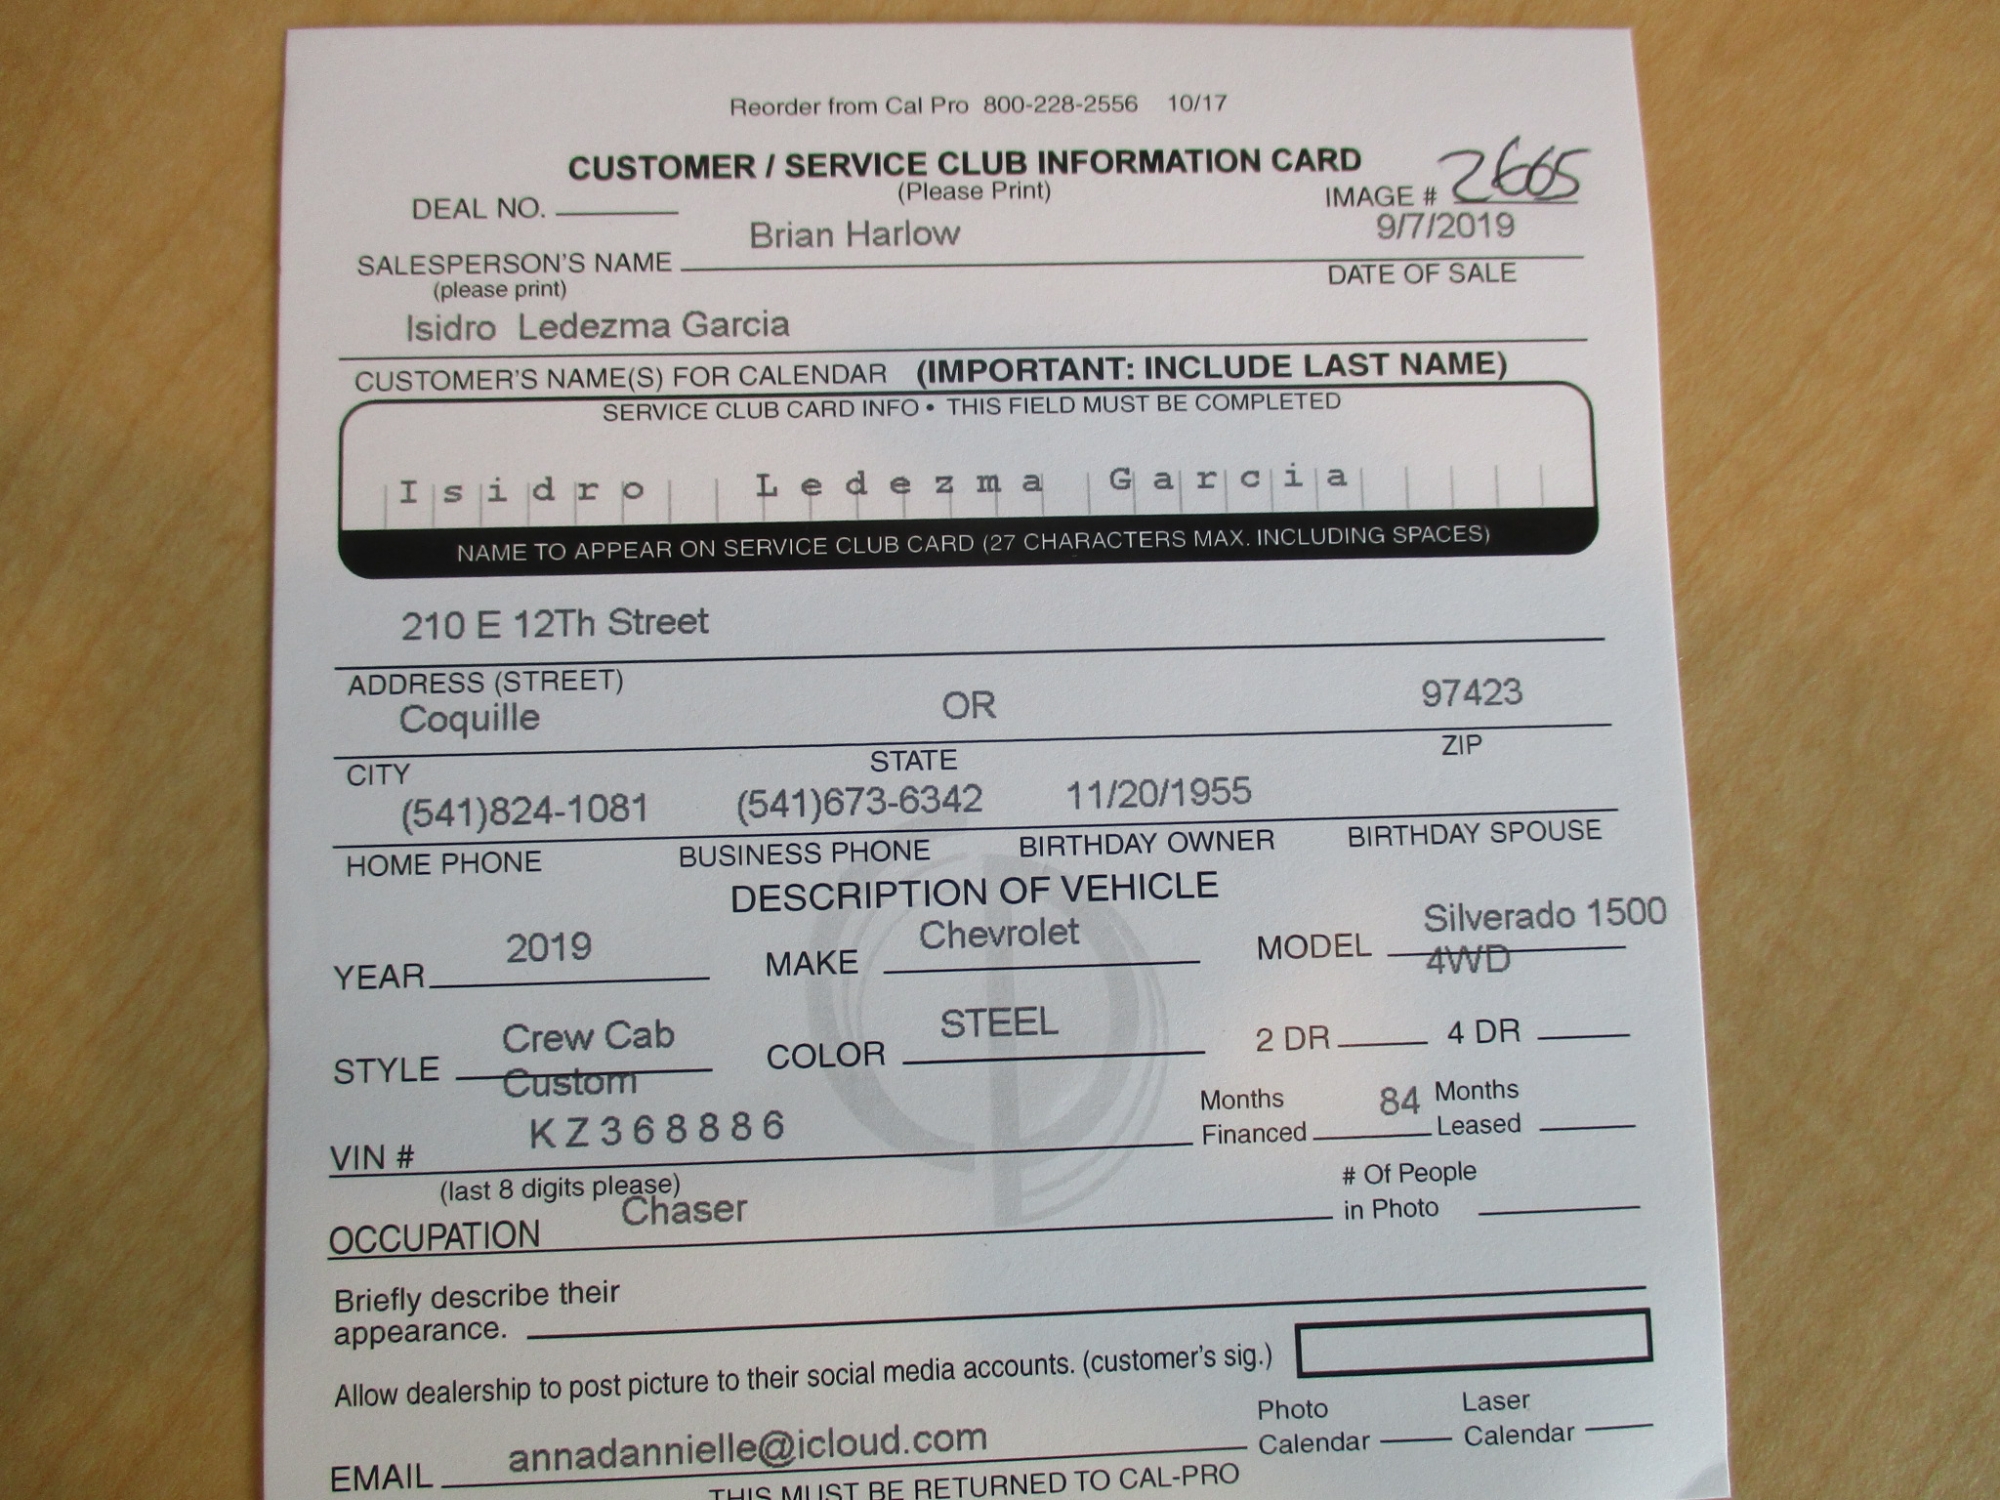 Reorder from Cal Pro 800-228-2556 10/17
CUSTOMER / SERVICE CLUB INFORMATION CARD
(Please Print)
DEAL NO.
IMAGE # 2665
Brian Harlow
9/7/2019
SALESPERSON'S NAME
DATE OF SALE
(please print)
Isidro Ledezma Garcia
CUSTOMER'S NAME(S) FOR CALENDAR (IMPORTANT: INCLUDE LAST NAME)
SERVICE CLUB CARD INFO • THIS FIELD MUST BE COMPLETED
Isidro Ledezma Garcia
NAME TO APPEAR ON SERVICE CLUB CARD (27 CHARACTERS MAX. INCLUDING SPACES)
210 E 12Th Street
ADDRESS (STREET)
Coquille OR 97423
CITY STATE ZIP
(541)824-1081 (541)673-6342 11/20/1955
HOME PHONE BUSINESS PHONE BIRTHDAY OWNER BIRTHDAY SPOUSE
DESCRIPTION OF VEHICLE
YEAR 2019 MAKE Chevrolet MODEL Silverado 1500
4WD
STYLE Crew Cab COLOR STEEL 2 DR 4 DR
Custom
Months 84 Months
VIN # KZ368886 Financed Leased
(last 8 digits please)
# Of People
OCCUPATION Chaser in Photo
Briefly describe their
appearance.
Allow dealership to post picture to their social media accounts. (customer's sig.)
Photo Laser
EMAIL annadannielle@icloud.com Calendar Calendar
THIS MUST BE RETURNED TO CAL-PRO